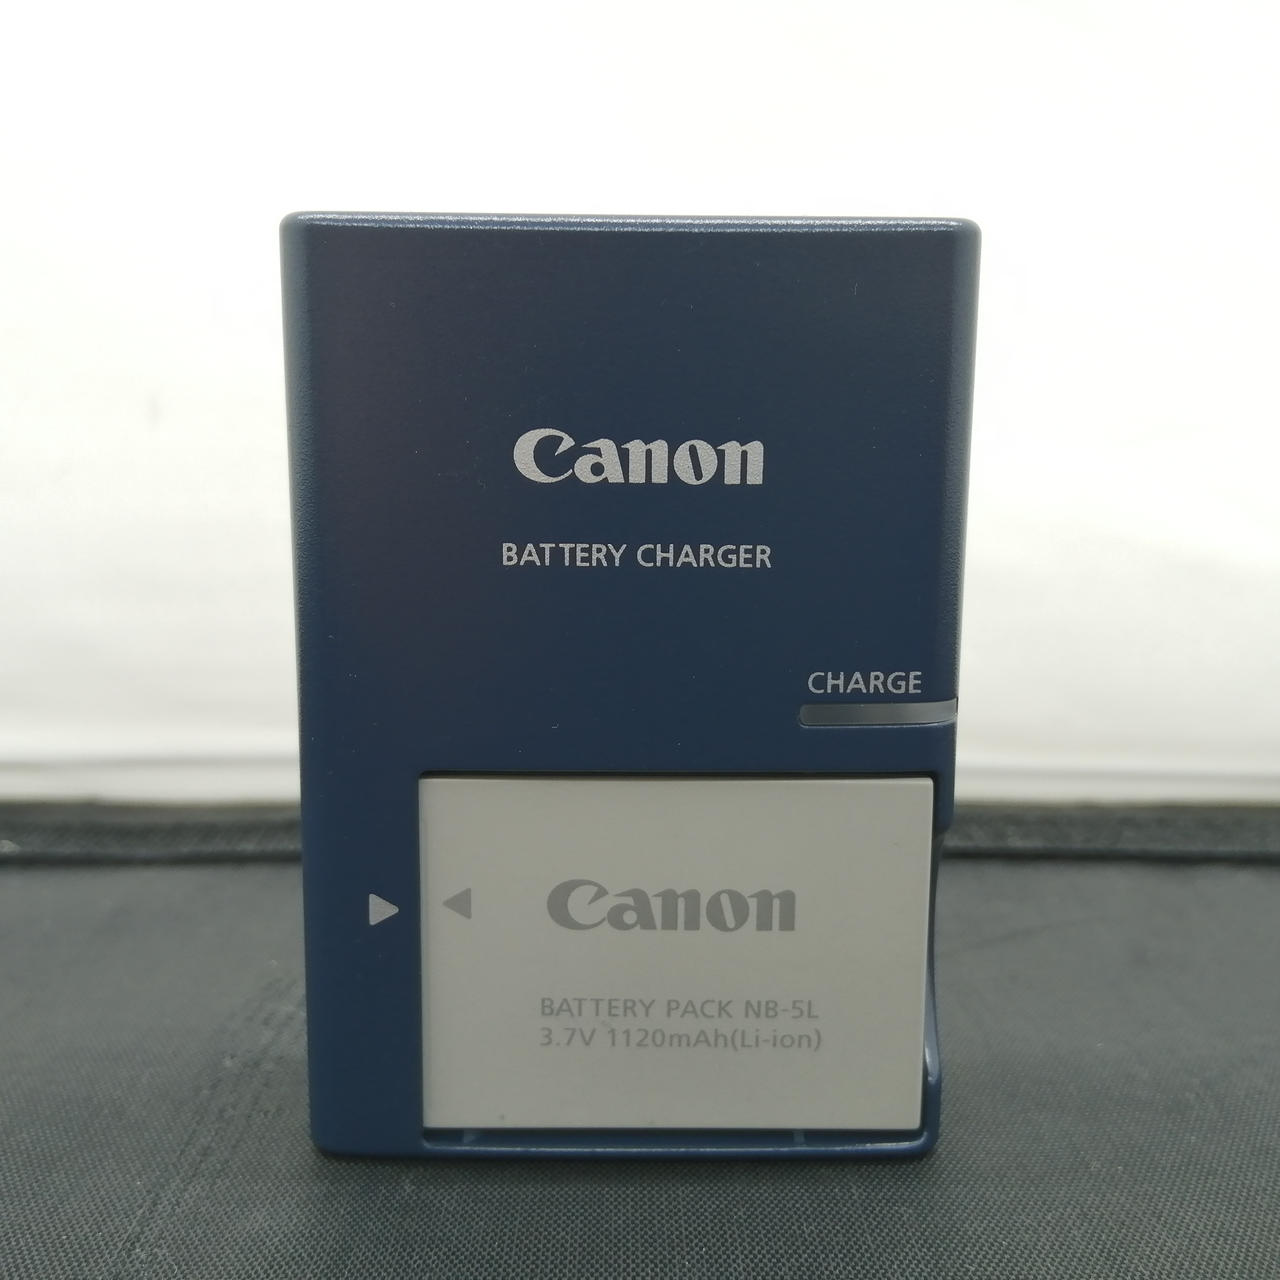 Canon
BATTERY CHARGER
CHARGE
Canon
BATTERY PACK NB-5L
3.7V 1120mAh(Li-ion)